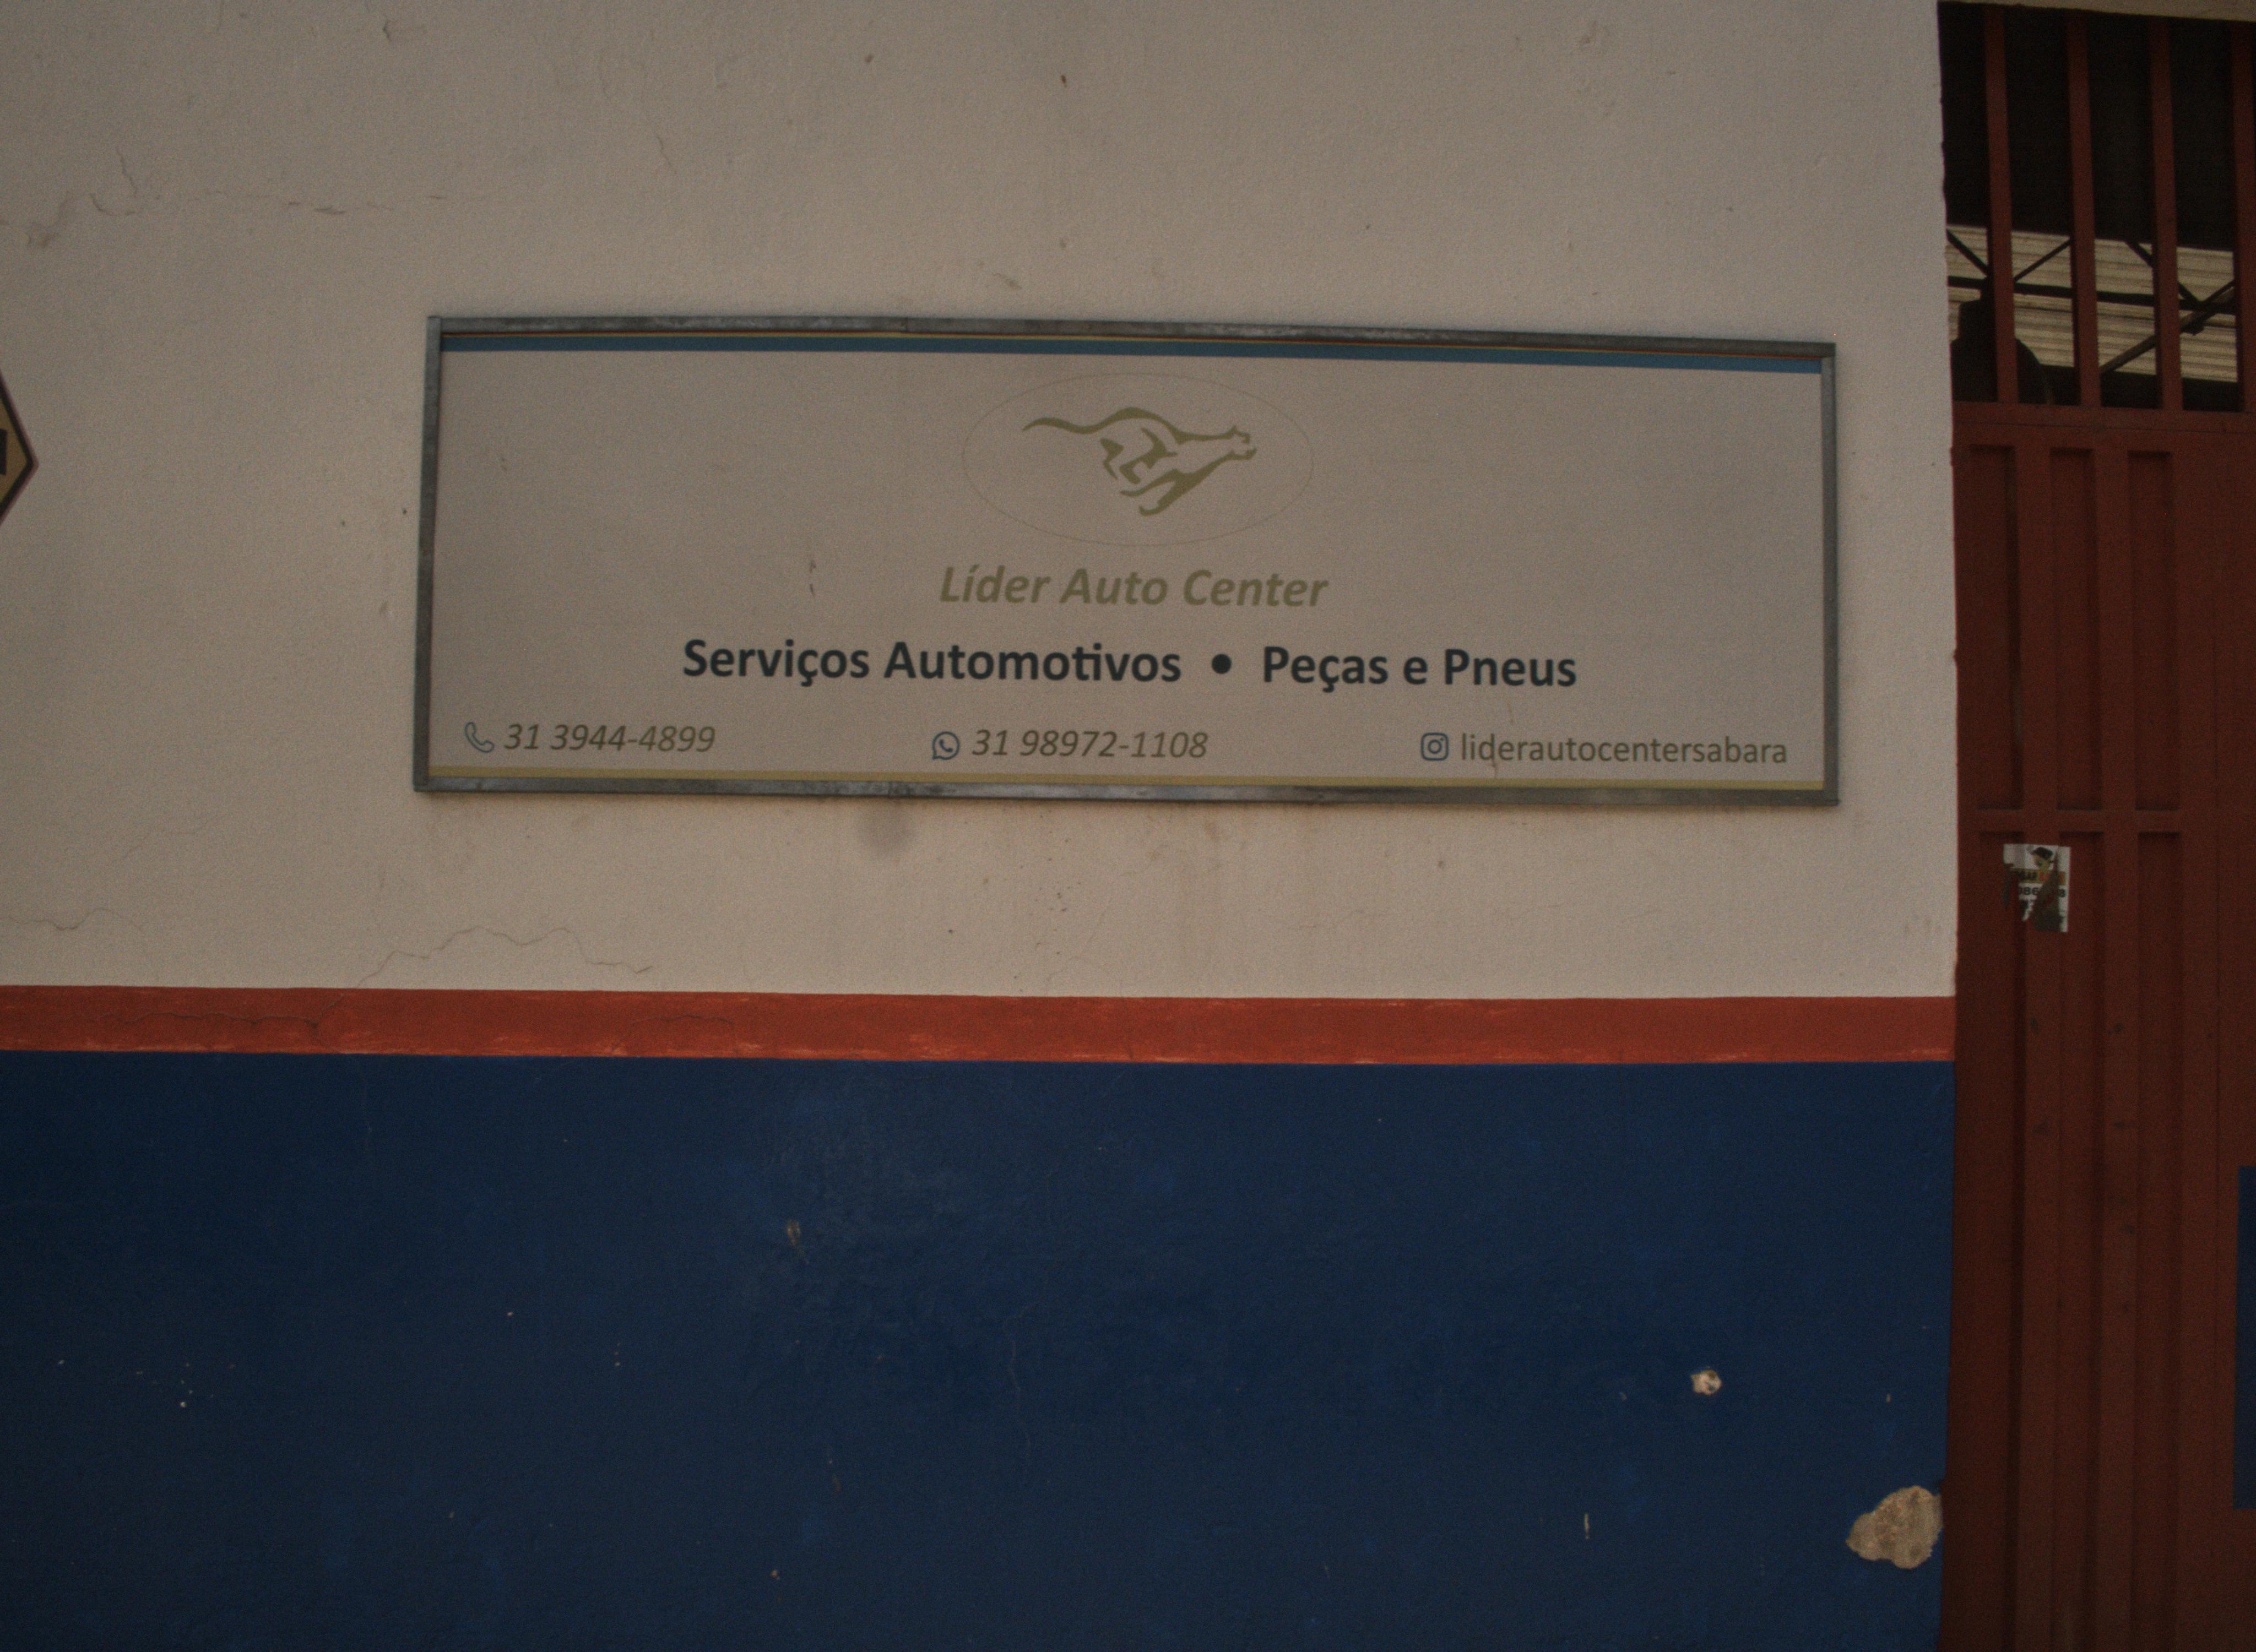 Líder Auto Center
Serviços Automotivos • Peças e Pneus
31 3944-4899
31 98972-1108
liderautocentersabara